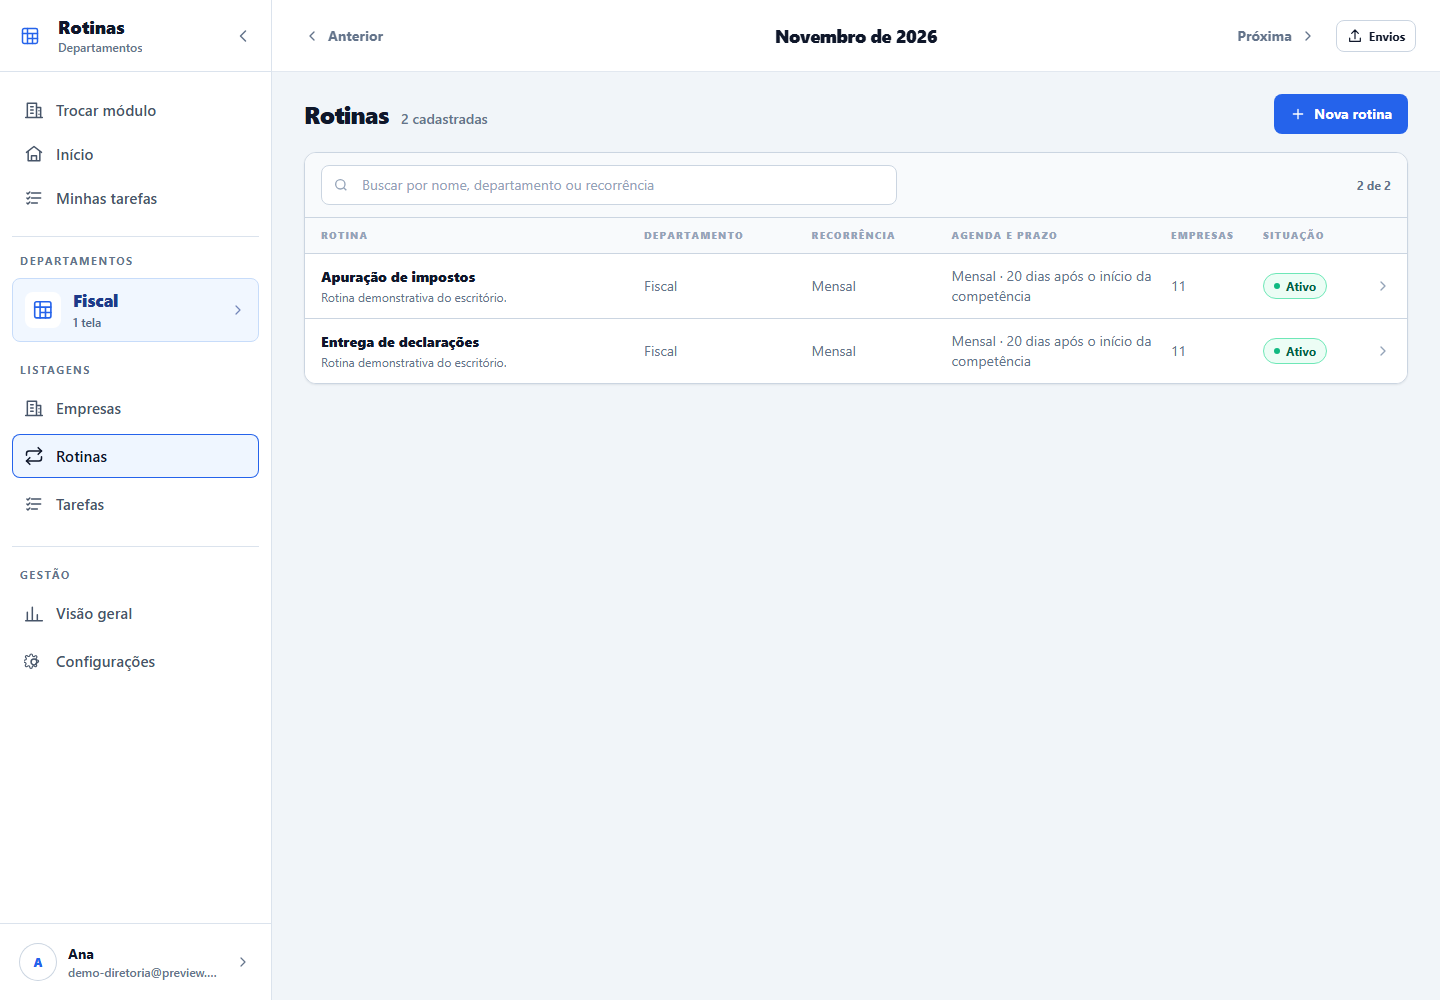 Rotinas
Departamentos
Trocar módulo
Início
Minhas tarefas
DEPARTAMENTOS
Fiscal
1 tela
LISTAGENS
Empresas
Rotinas
Tarefas
GESTÃO
Visão geral
Configurações
A
Ana
demo-diretoria@preview....
Anterior
Novembro de 2026
Próxima
Envios
Rotinas
2 cadastradas
Nova rotina
Buscar por nome, departamento ou recorrência
2 de 2
ROTINA DEPARTAMENTO RECORRÊNCIA AGENDA E PRAZO EMPRESAS SITUAÇÃO
Apuração de impostos
Rotina demonstrativa do escritório.
Fiscal
Mensal
Mensal · 20 dias após o início da
competência
11
Ativo
Entrega de declarações
Rotina demonstrativa do escritório.
Fiscal
Mensal
Mensal · 20 dias após o início da
competência
11
Ativo